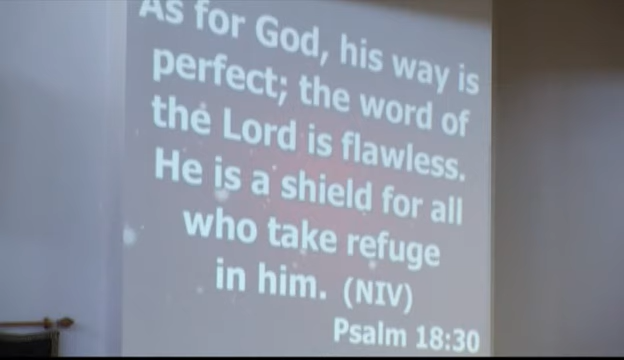 As for God, his way is
perfect; the word of
the Lord is flawless.
He is a shield for all
who take refuge
in him. (NIV)
Psalm 18:30